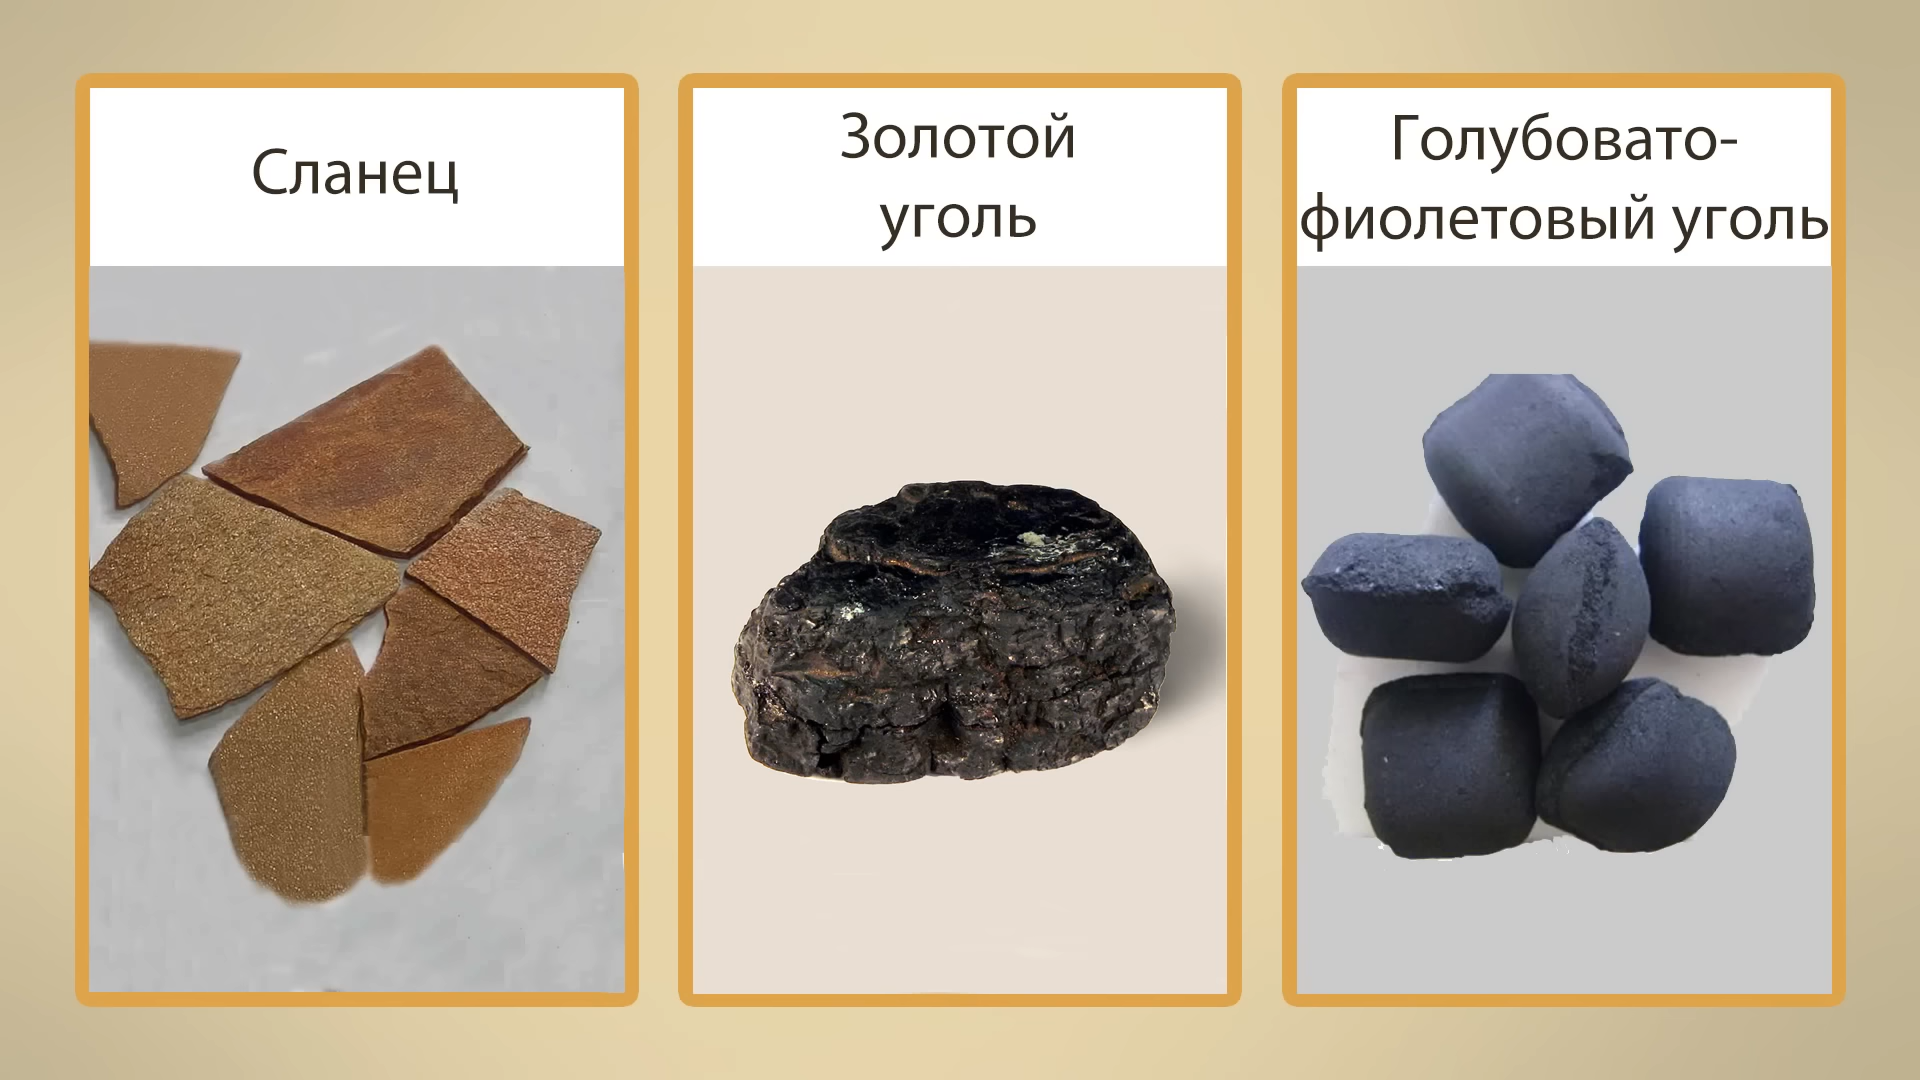 Сланец
Золотой
уголь
Голубовато-
фиолетовый уголь